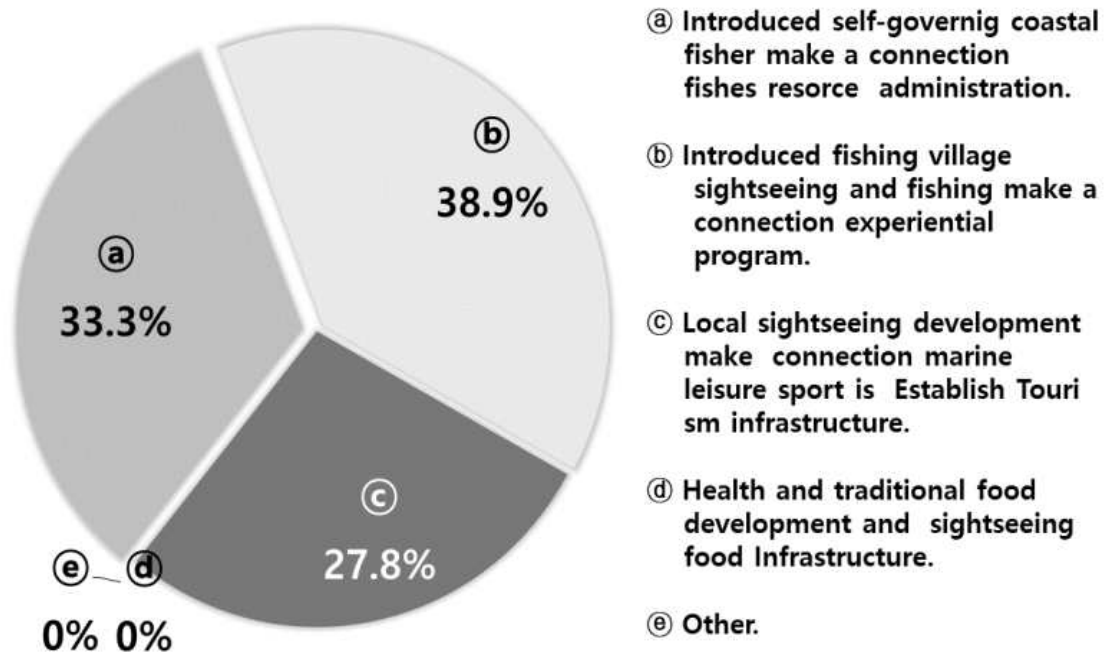 ⓑ
38.9%
ⓐ
33.3%
ⓒ
27.8%
ⓔ ⓓ
0% 0%
ⓐ Introduced self-governig coastal
fisher make a connection
fishes resorce administration.
ⓑ Introduced fishing village
sightseeing and fishing make a
connection experiential
program.
ⓒ Local sightseeing development
make connection marine
leisure sport is Establish Touri
sm infrastructure.
ⓓ Health and traditional food
development and sightseeing
food Infrastructure.
ⓔ Other.